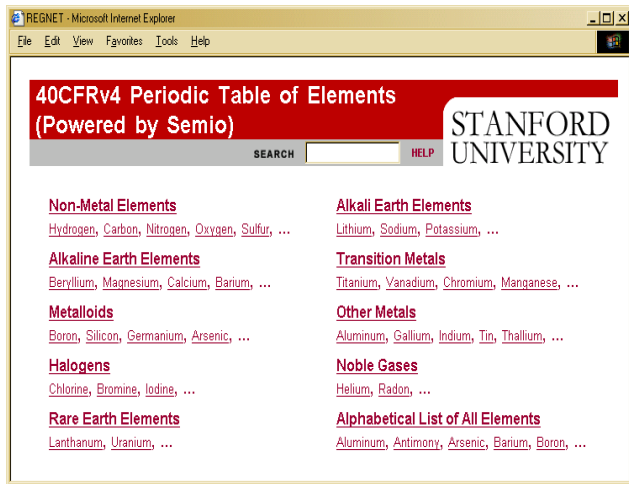 REGNET - Microsoft Internet Explorer
File Edit View Favorites Tools Help
40CFRv4 Periodic Table of Elements
(Powered by Semio)
STANFORD
UNIVERSITY
SEARCH HELP
Non-Metal Elements
Hydrogen, Carbon, Nitrogen, Oxygen, Sulfur, ...
Alkali Earth Elements
Lithium, Sodium, Potassium, ...
Alkaline Earth Elements
Beryllium, Magnesium, Calcium, Barium, ...
Transition Metals
Titanium, Vanadium, Chromium, Manganese, ...
Metalloids
Boron, Silicon, Germanium, Arsenic, ...
Other Metals
Aluminum, Gallium, Indium, Tin, Thallium, ...
Halogens
Chlorine, Bromine, Iodine, ...
Noble Gases
Helium, Radon, ...
Rare Earth Elements
Lanthanum, Uranium, ...
Alphabetical List of All Elements
Aluminum, Antimony, Arsenic, Barium, Boron, ...